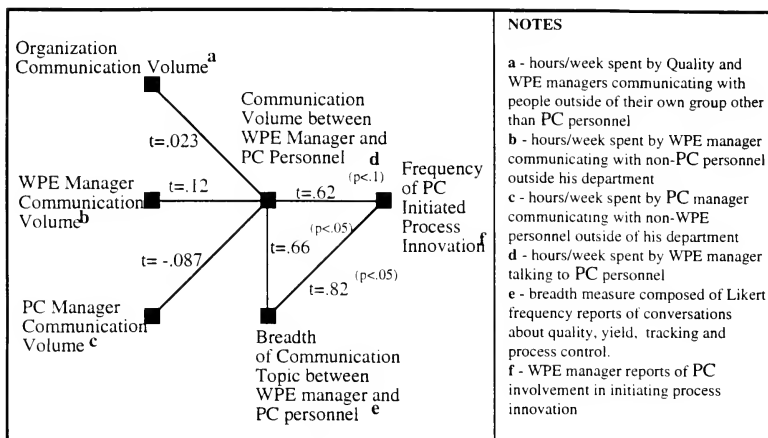 Organization
Communication Volume a
t=.023
Communication
Volume between
WPE Manager and
PC Personnel d
WPE Manager
Communication
Volume b
t=.12
t=.62 (p<.1)
Frequency
of PC
Initiated
Process
Innovation f
t=.66 (p<.05)
t= -.087
t=.82 (p<.05)
PC Manager
Communication
Volume c
Breadth
of Communication
Topic between
WPE manager and
PC personnel e
NOTES
a - hours/week spent by Quality and
WPE managers communicating with
people outside of their own group other
than PC personnel
b - hours/week spent by WPE manager
communicating with non-PC personnel
outside his department
c - hours/week spent by PC manager
communicating with non-WPE
personnel outside of his department
d - hours/week spent by WPE manager
talking to PC personnel
e - breadth measure composed of Likert
frequency reports of conversations
about quality, yield, tracking and
process control.
f - WPE manager reports of PC
involvement in initiating process
innovation